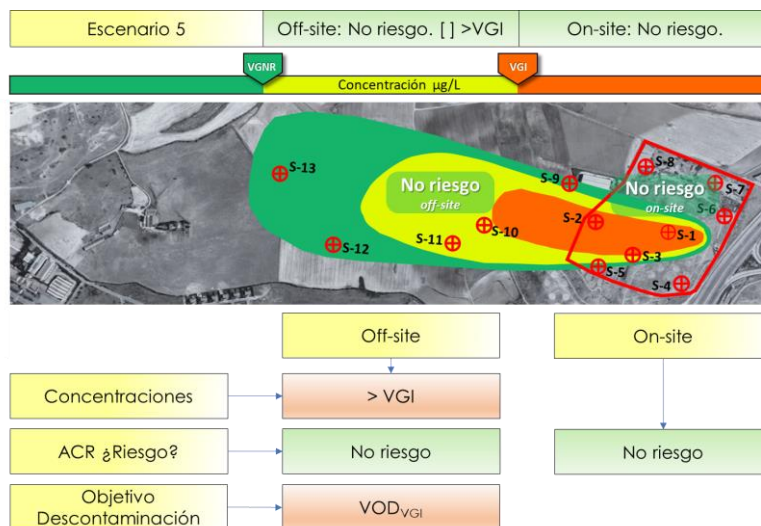 Escenario 5
Off-site: No riesgo. [ ] >VGI
On-site: No riesgo.
VGNR
VGI
Concentración µg/L
S-13
S-12
No riesgo
off-site
S-11
S-10
S-9
S-8
No riesgo
on-site
S-7
S-6
S-2
S-1
S-3
S-5
S-4
Off-site
On-site
Concentraciones
> VGI
ACR ¿Riesgo?
No riesgo
No riesgo
Objetivo
Descontaminación
VOD_VGI